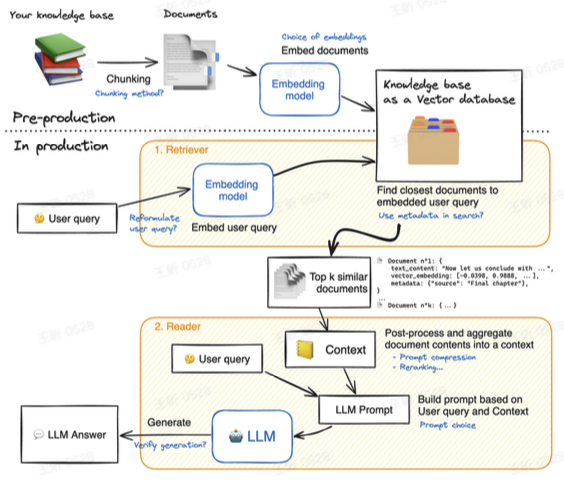 Your knowledge base
Documents
Choice of embeddings
Embed documents
Chunking
Chunking method?
Embedding
model
Knowledge base
as a Vector database
Pre-production
In production
1. Retriever
Embedding
model
🤔 User query
Reformulate
user query?
Embed user query
Find closest documents to
embedded user query
Use metadata in search?
Top k similar
documents
Document n°1: {
text_content: "Now let us conclude with ... ",
vector_embedding: [-0.0398, 0.9888, ... ],
metadata: {"source": "Final chapter"},
}
...
Document n°k: {...}
2. Reader
🤔 User query
Context
Post-process and aggregate
document contents into a context
- Prompt compression
- Reranking...
LLM Prompt
Build prompt based on
User query and Context
Prompt choice
Generate
Verify generation?
💬 LLM Answer
🤖 LLM
王昕 0528